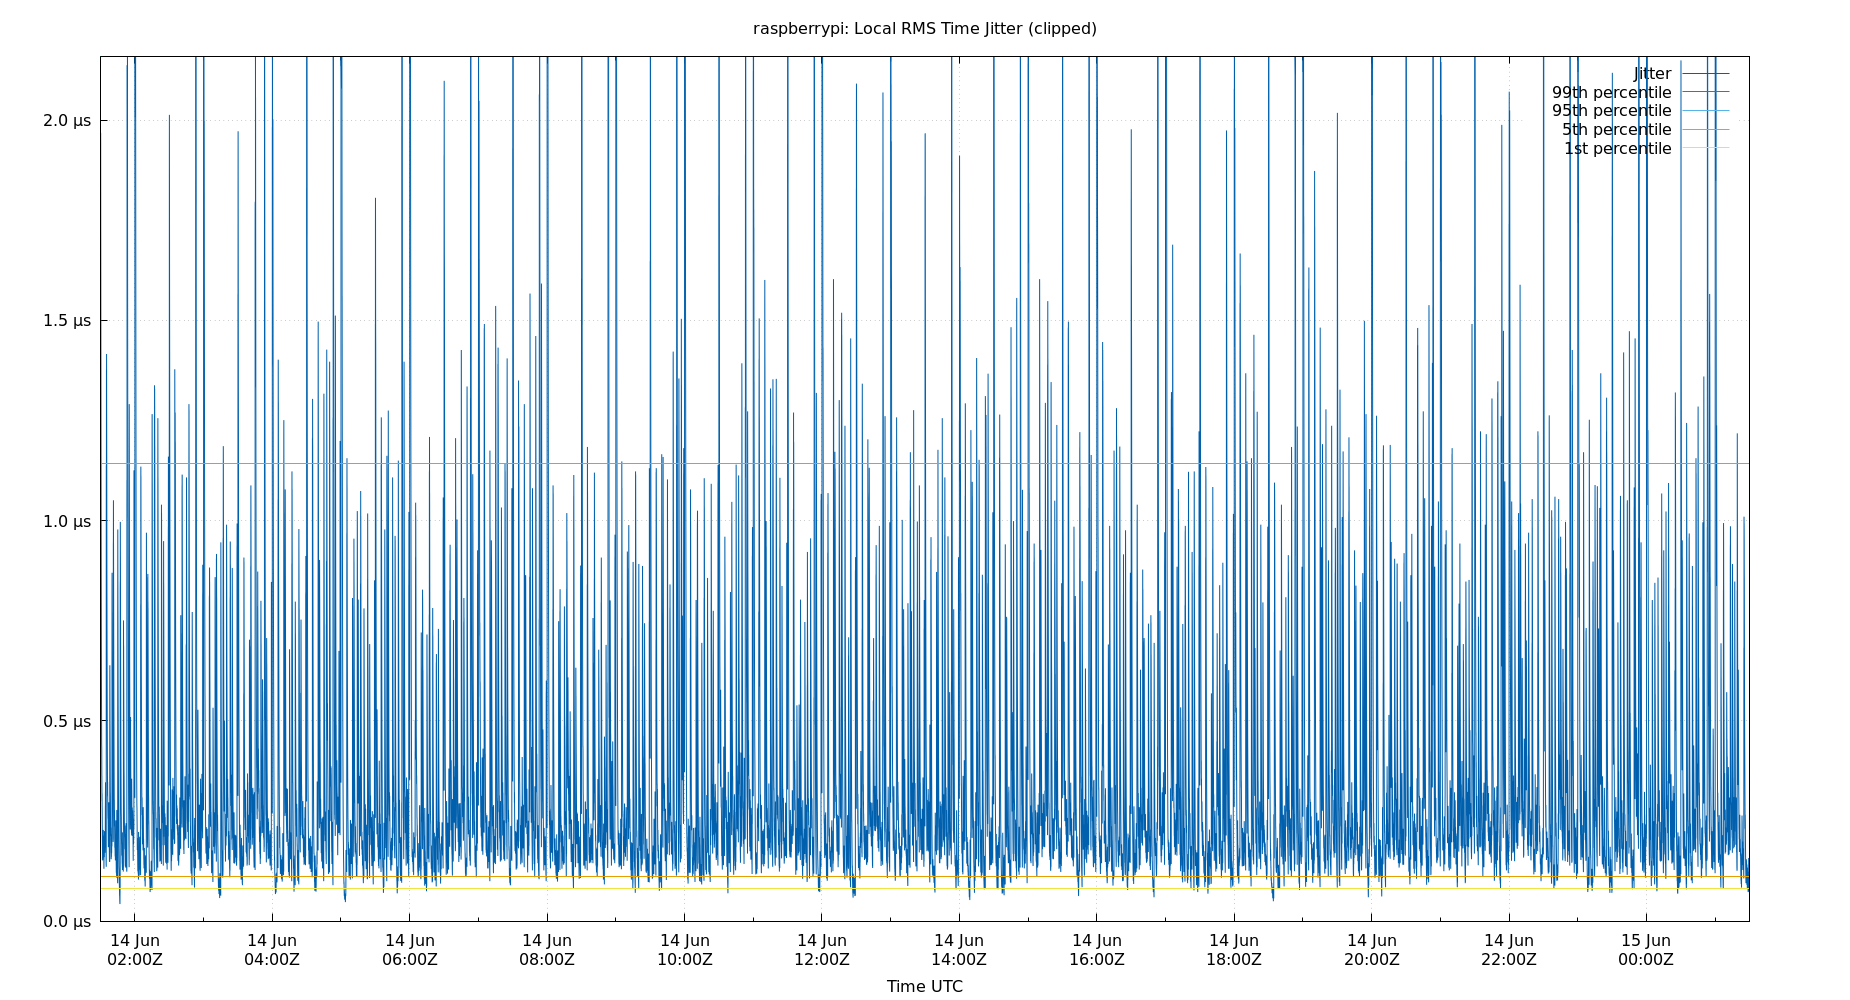 raspberrypi: Local RMS Time Jitter (clipped)
Jitter
99th percentile
95th percentile
5th percentile
1st percentile
2.0 μs
1.5 μs
1.0 μs
0.5 μs
0.0 μs
14 Jun 14 Jun 14 Jun 14 Jun 14 Jun 14 Jun 14 Jun 14 Jun 14 Jun 14 Jun 14 Jun 15 Jun
02:00Z 04:00Z 06:00Z 08:00Z 10:00Z 12:00Z 14:00Z 16:00Z 18:00Z 20:00Z 22:00Z 00:00Z
Time UTC